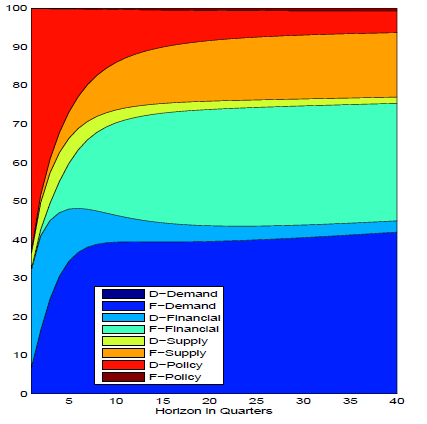 100
90
80
70
60
50
40
30
20
10
0
D-Demand
F-Demand
D-Financial
F-Financial
D-Supply
F-Supply
D-Policy
F-Policy
5 10 15 20 25 30 35 40
Horizon in Quarters